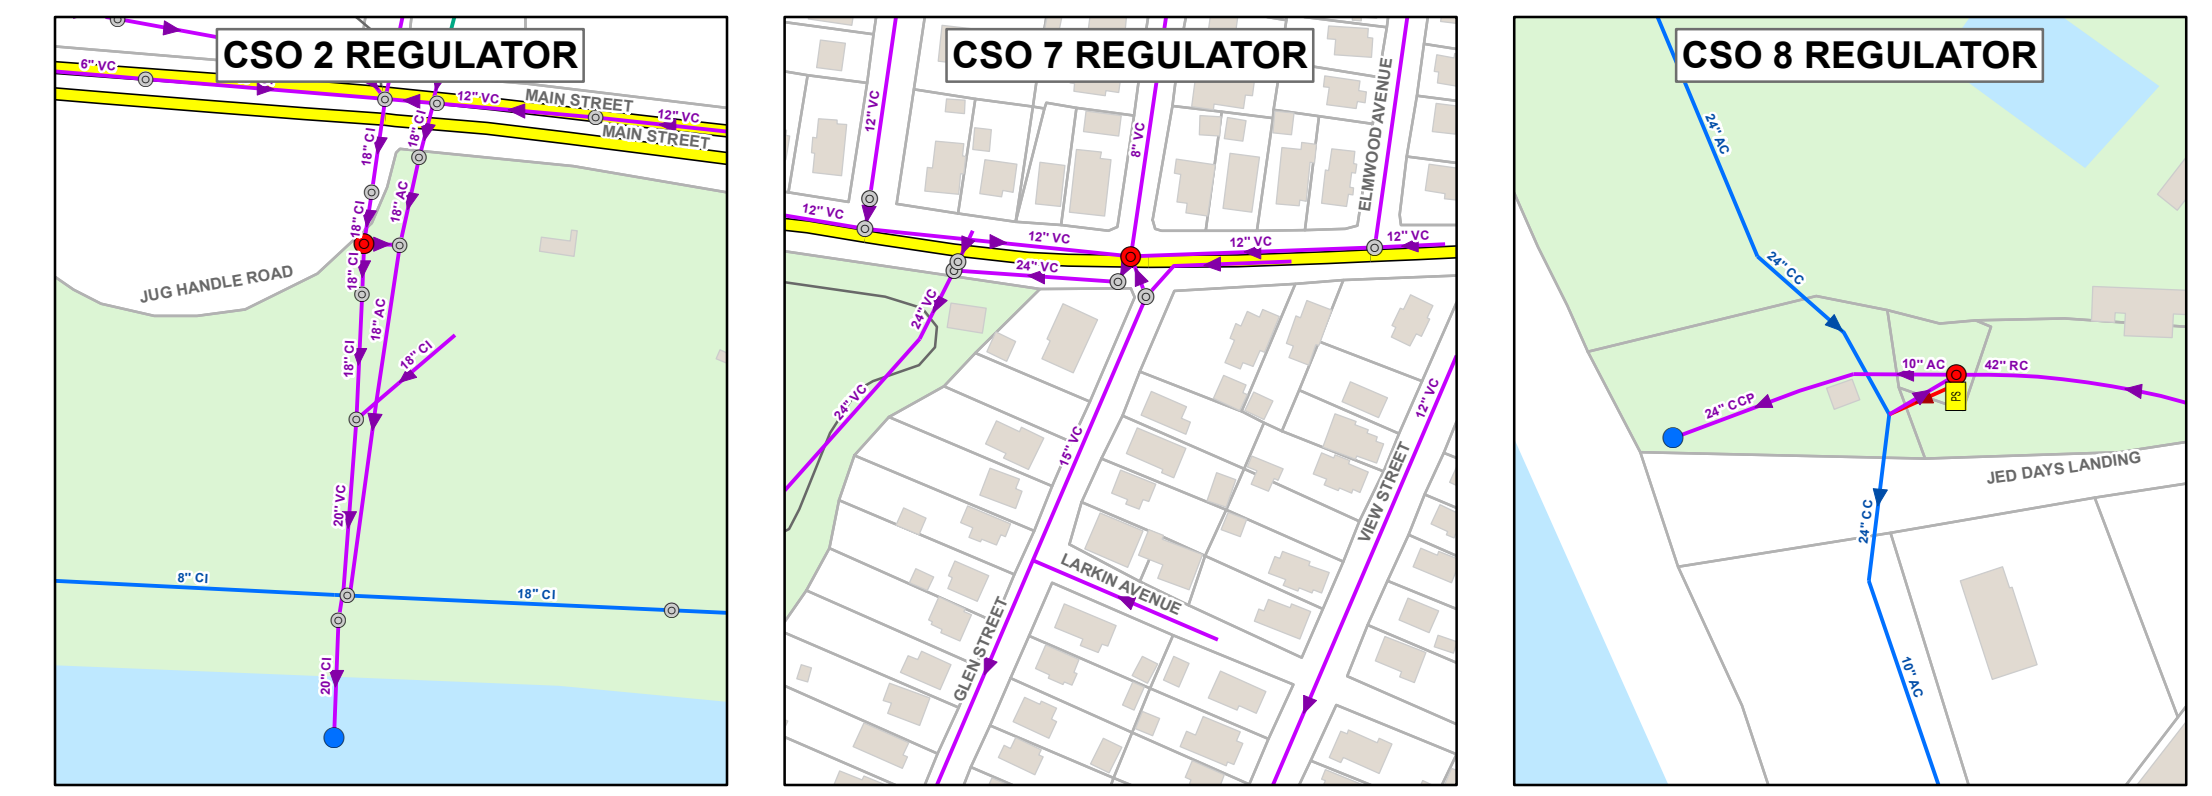 CSO 2 REGULATOR
6" VC
12" VC
MAIN STREET
12" VC
MAIN STREET
18" CI
18" CI
18" CI
18" AC
18" CI
JUG HANDLE ROAD
18" AC
18" CI
18" CI
20" VC
8" CI
18" CI
20" CI
CSO 7 REGULATOR
12" VC
8" VC
ELMWOOD AVENUE
12" VC
12" VC
12" VC
12" VC
24" VC
24" VC
24" VC
15" VC
12" VC
VIEW STREET
LARKIN AVENUE
GLEN STREET
CSO 8 REGULATOR
24" AC
24" CC
10" AC
42" RC
PS
24" CCP
JED DAYS LANDING
24" CC
10" AC